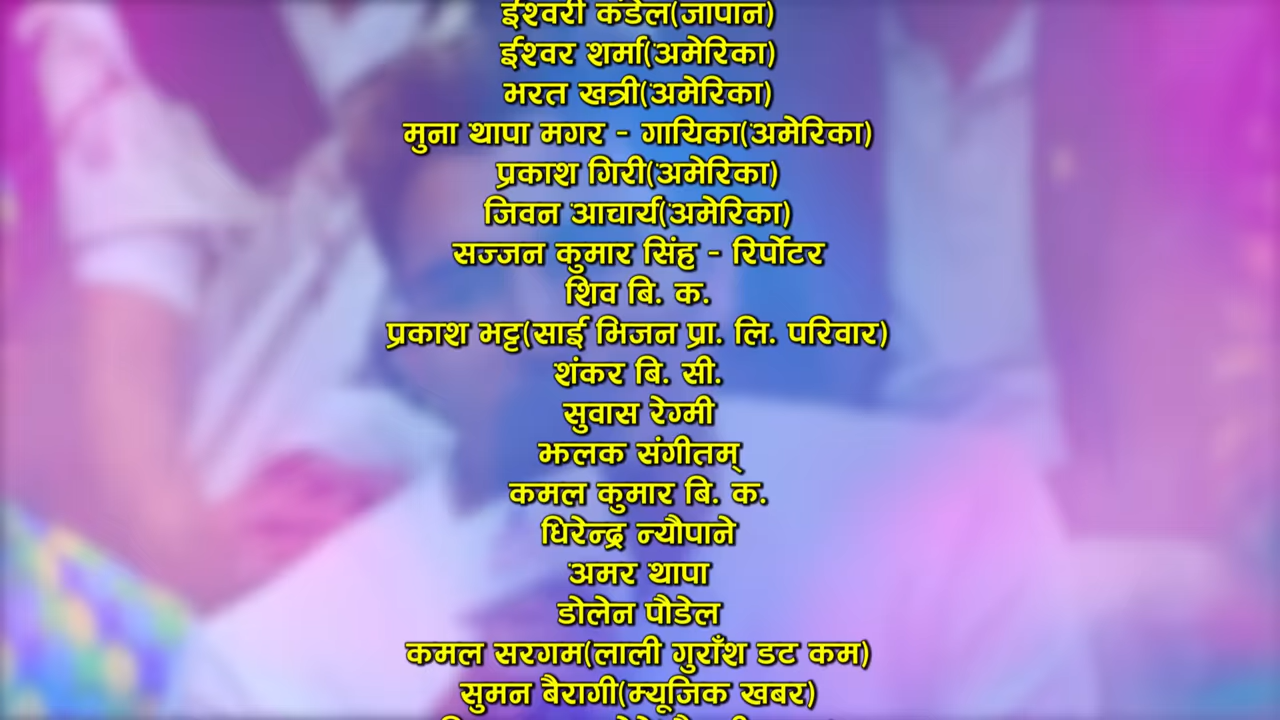 ईश्वरी कंडेल(जापान)
ईश्वर शर्मा(अमेरिका)
भरत खत्री(अमेरिका)
मुना थापा मगर - गायिका(अमेरिका)
प्रकाश गिरी(अमेरिका)
जिवन आचार्य(अमेरिका)
सज्जन कुमार सिंह - रिर्पोटर
शिव बि. क.
प्रकाश भट्ट(साई भिजन प्रा. लि. परिवार)
शंकर बि. सी.
सुवास रेग्मी
झलक संगीतम्
कमल कुमार बि. क.
धिरेन्द्र न्यौपाने
अमर थापा
डोलेन पौडेल
कमल सरगम(लाली गुराँश डट कम)
सुमन बैरागी(म्यूजिक खबर)